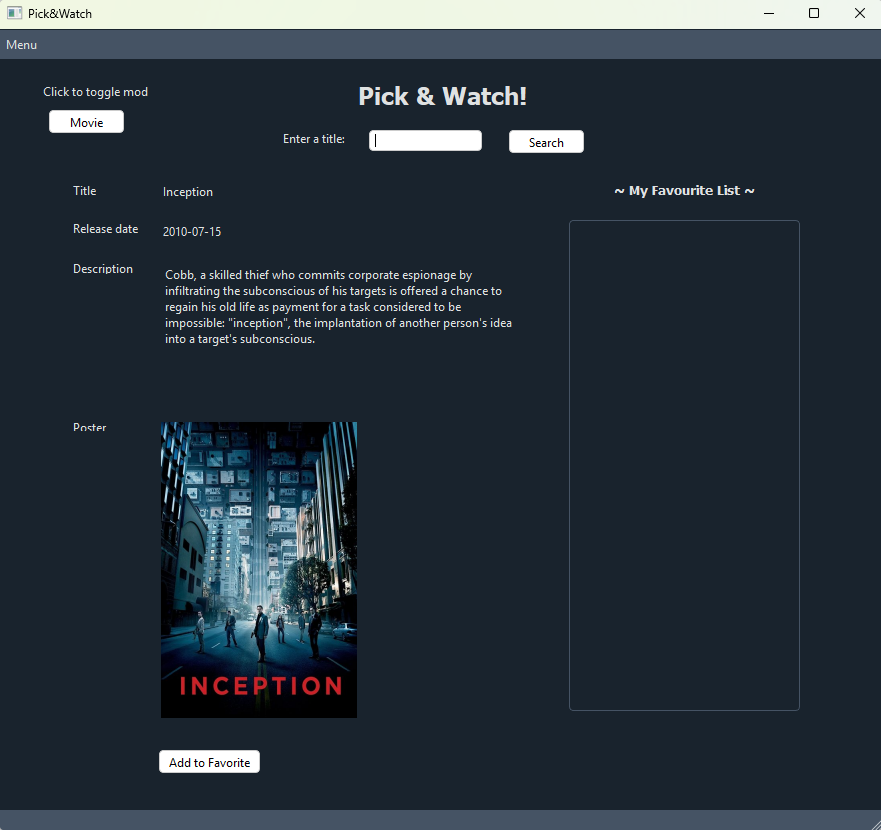 Pick&Watch
Menu
Click to toggle mod
Pick & Watch!
Movie
Enter a title:
Search
Title
Inception
~ My Favourite List ~
Release date
2010-07-15
Description
Cobb, a skilled thief who commits corporate espionage by
infiltrating the subconscious of his targets is offered a chance to
regain his old life as payment for a task considered to be
impossible: "inception", the implantation of another person's idea
into a target's subconscious.
Poster
INCEPTION
Add to Favorite